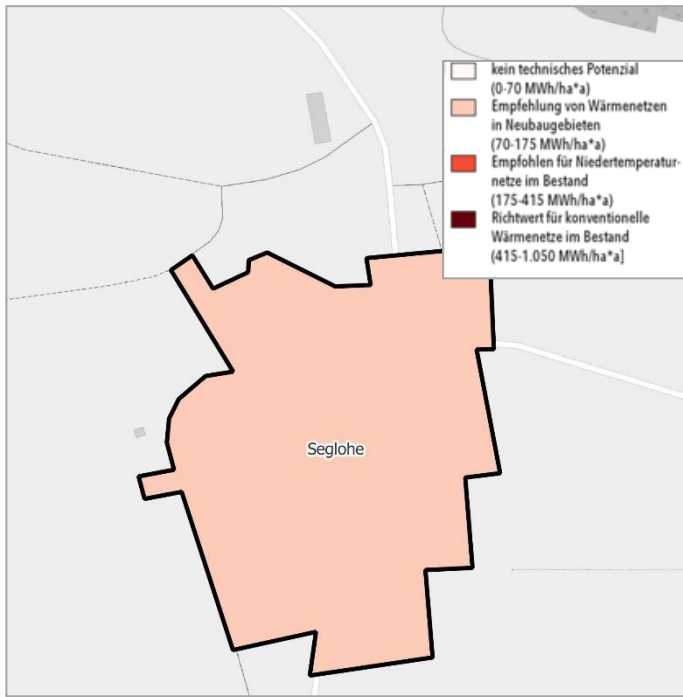 kein technisches Potenzial
(0-70 MWh/ha*a)
Empfehlung von Wärmenetzen
in Neubaugebieten
(70-175 MWh/ha*a)
Empfohlen für Niedertemperatur-
netze im Bestand
(175-415 MWh/ha*a)
Richtwert für konventionelle
Wärmenetze im Bestand
(415-1.050 MWh/ha*a]
Seglohe